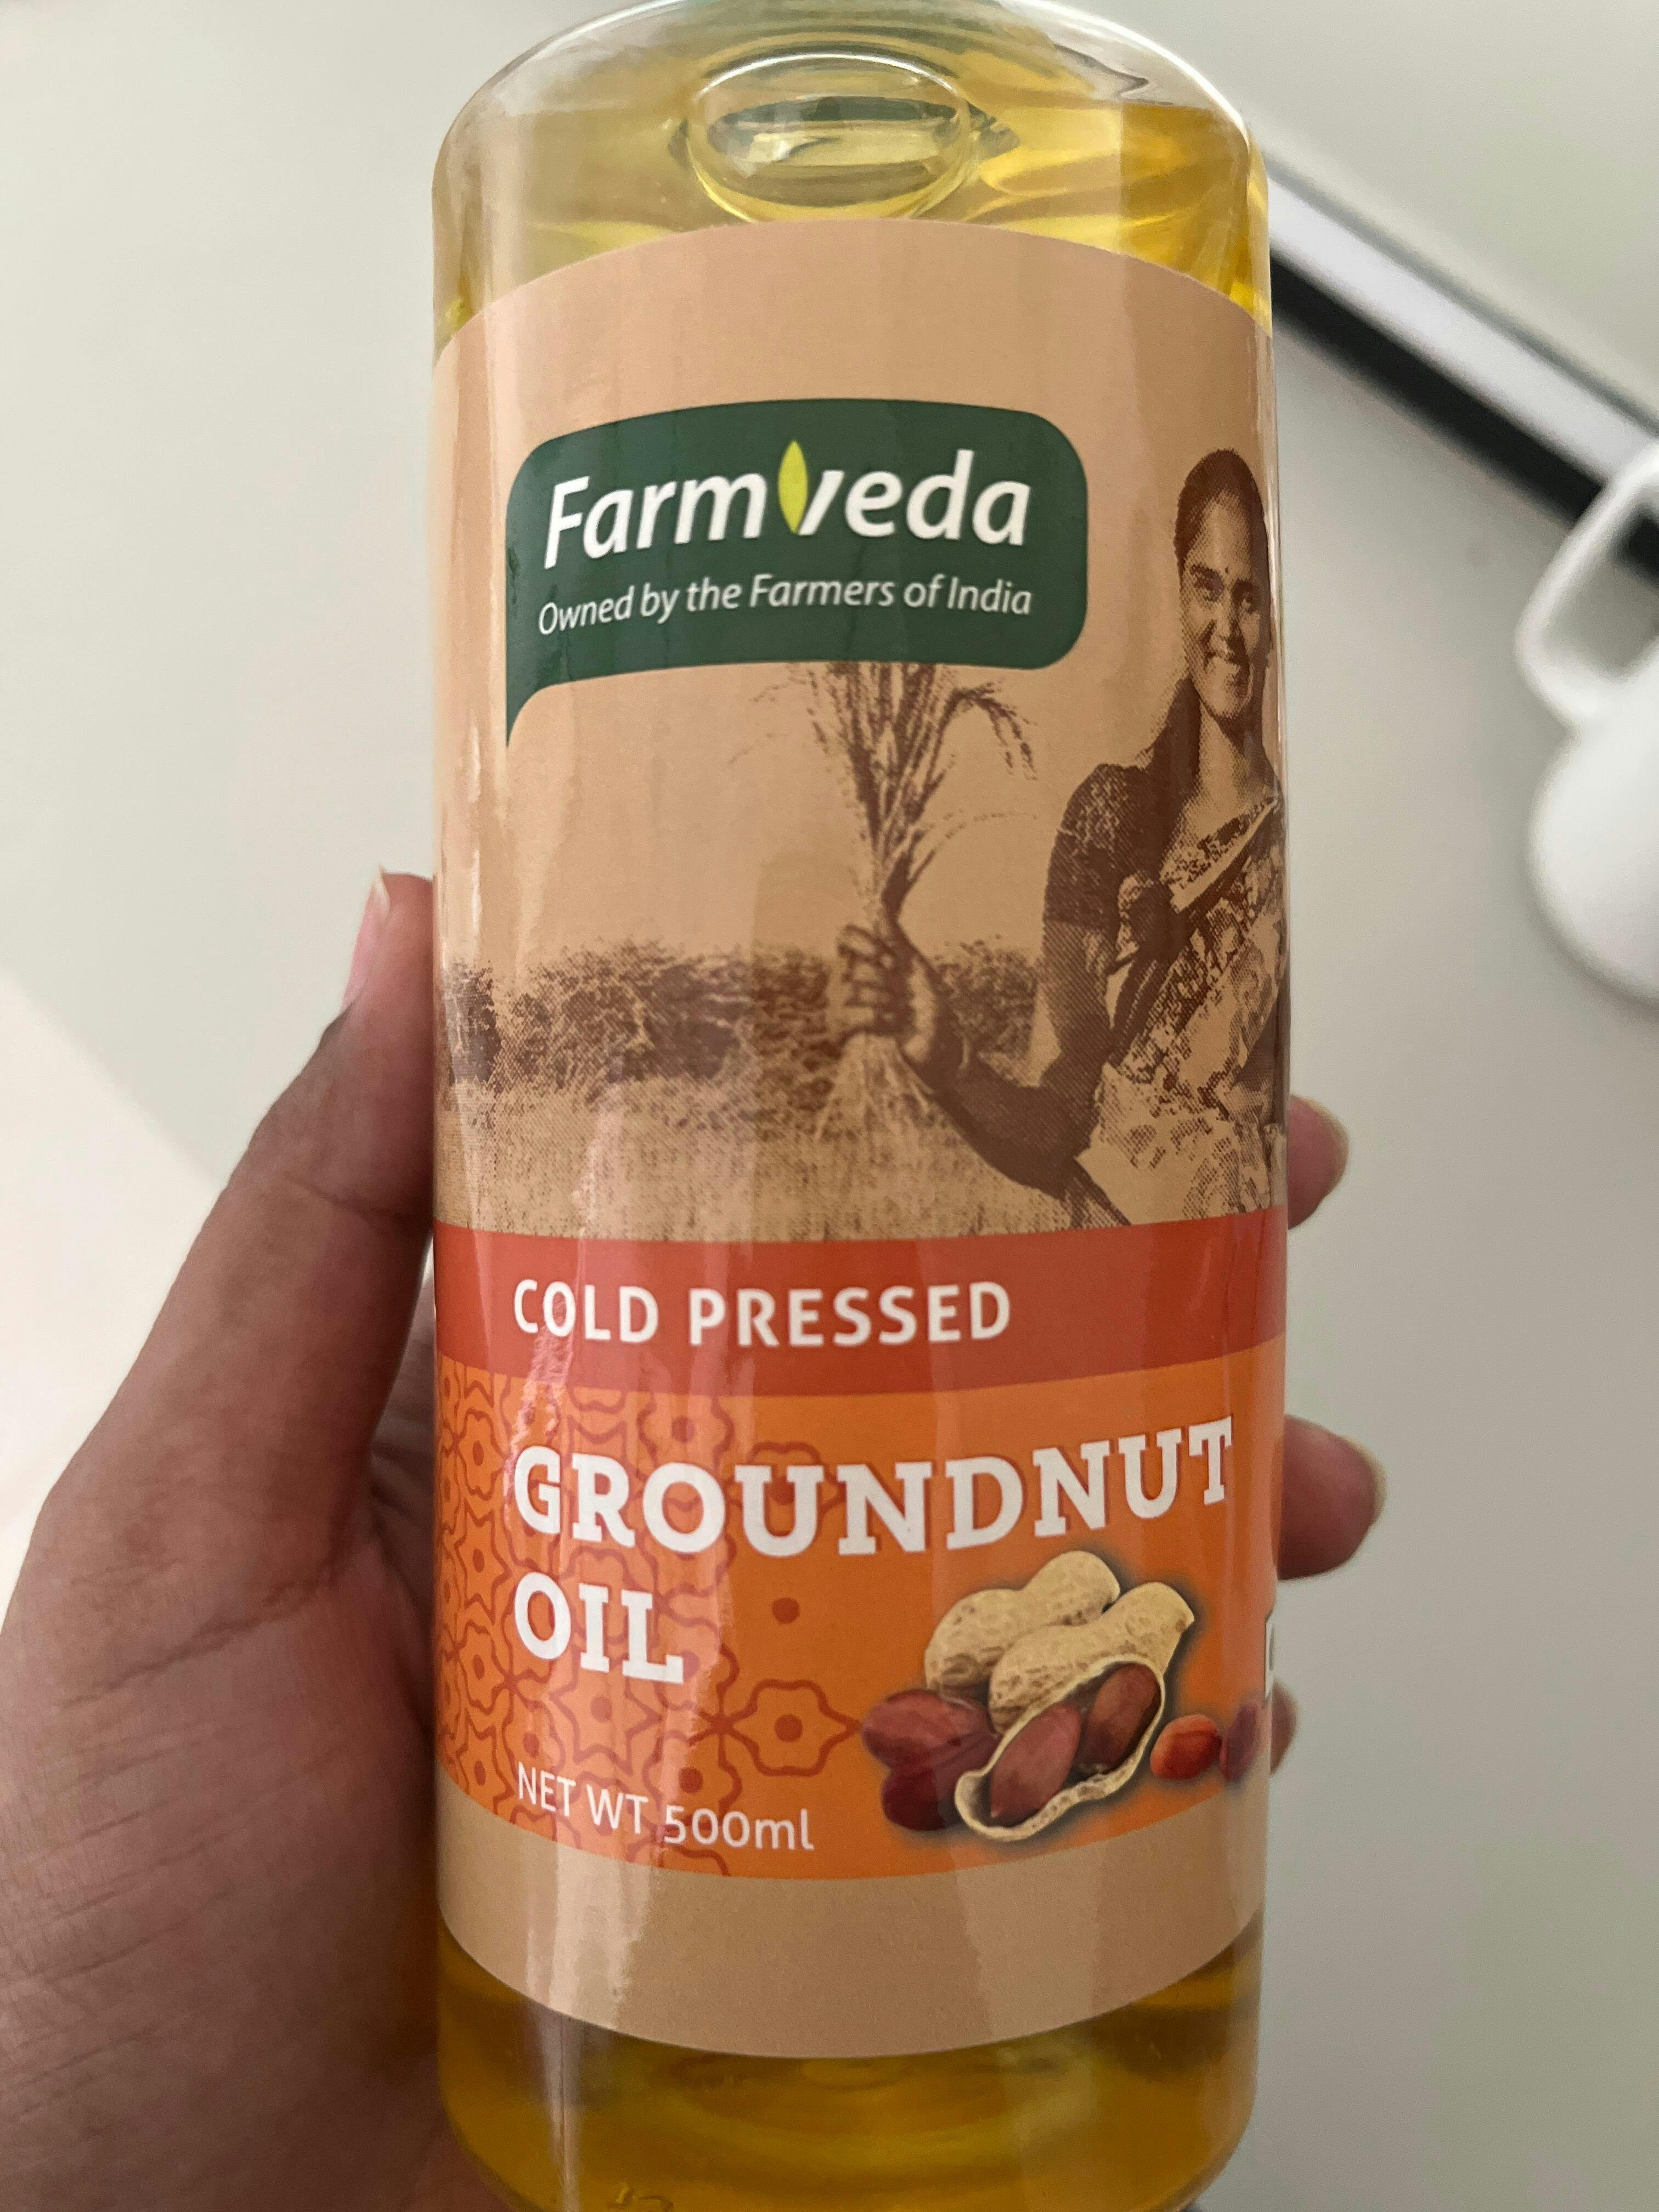 Farmveda
Owned by the Farmers of India
COLD PRESSED
GROUNDNUT
OIL
NET WT 500ml